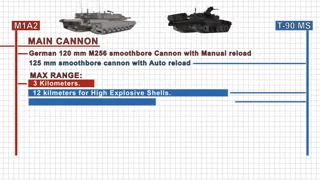 M1A2
T-90 MS
MAIN CANNON
German 120 mm M256 smoothbore Cannon with Manual reload
125 mm smoothbore cannon with Auto reload
MAX RANGE:
3 Kilometers.
12 kilmeters for High Explosive Shells.